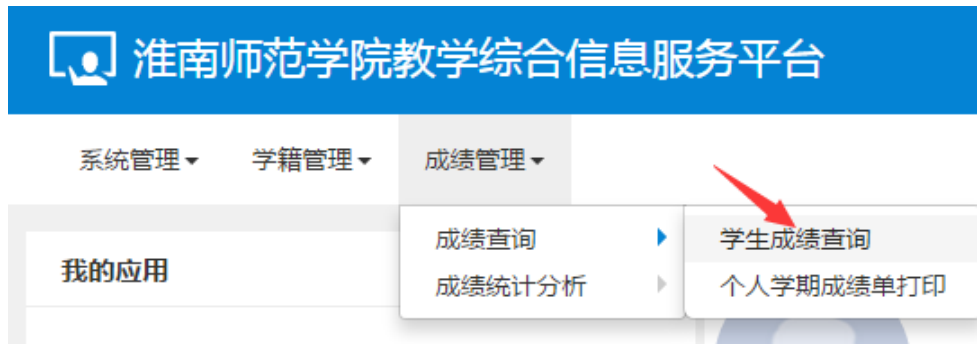 淮南师范学院教学综合信息服务平台
系统管理 学籍管理 成绩管理
成绩查询 学生成绩查询
我的应用
成绩统计分析 个人学期成绩单打印